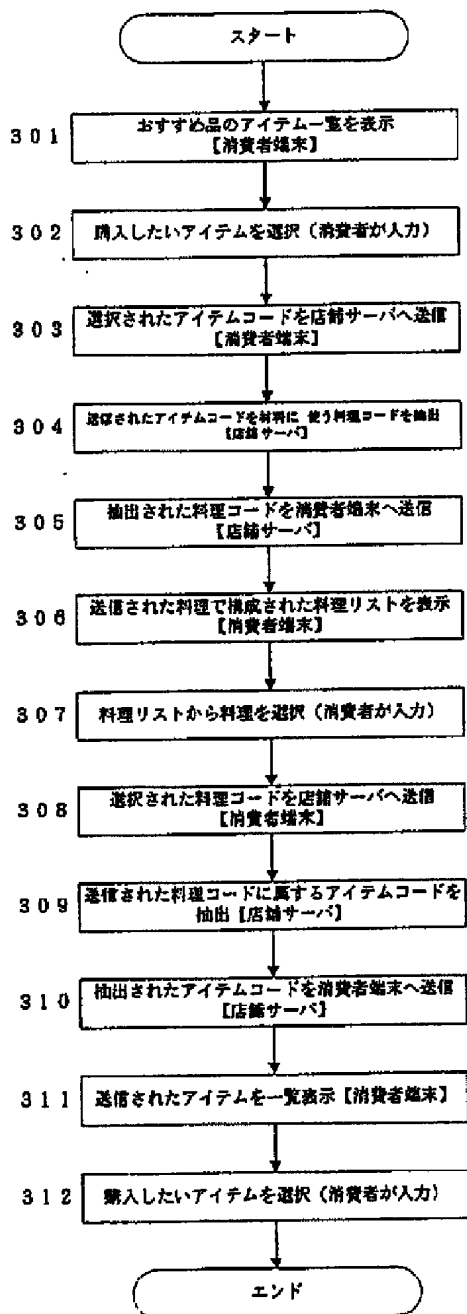 スタート
301
おすすめ品のアイテム一覧を表示
【消費者端末】
302
購入したいアイテムを選択（消費者が入力）
303
選択されたアイテムコードを店舗サーバへ送信
【消費者端末】
304
送信されたアイテムコードを材料に 使う料理コードを抽出
【店舗サーバ】
305
抽出された料理コードを消費者端末へ送信
【店舗サーバ】
306
送信された料理で構成された料理リストを表示
【消費者端末】
307
料理リストから料理を選択（消費者が入力）
308
選択された料理コードを店舗サーバへ送信
【消費者端末】
309
送信された料理コードに属するアイテムコードを
抽出【店舗サーバ】
310
抽出されたアイテムコードを消費者端末へ送信
【店舗サーバ】
311
送信されたアイテムを一覧表示【消費者端末】
312
購入したいアイテムを選択（消費者が入力）
エンド